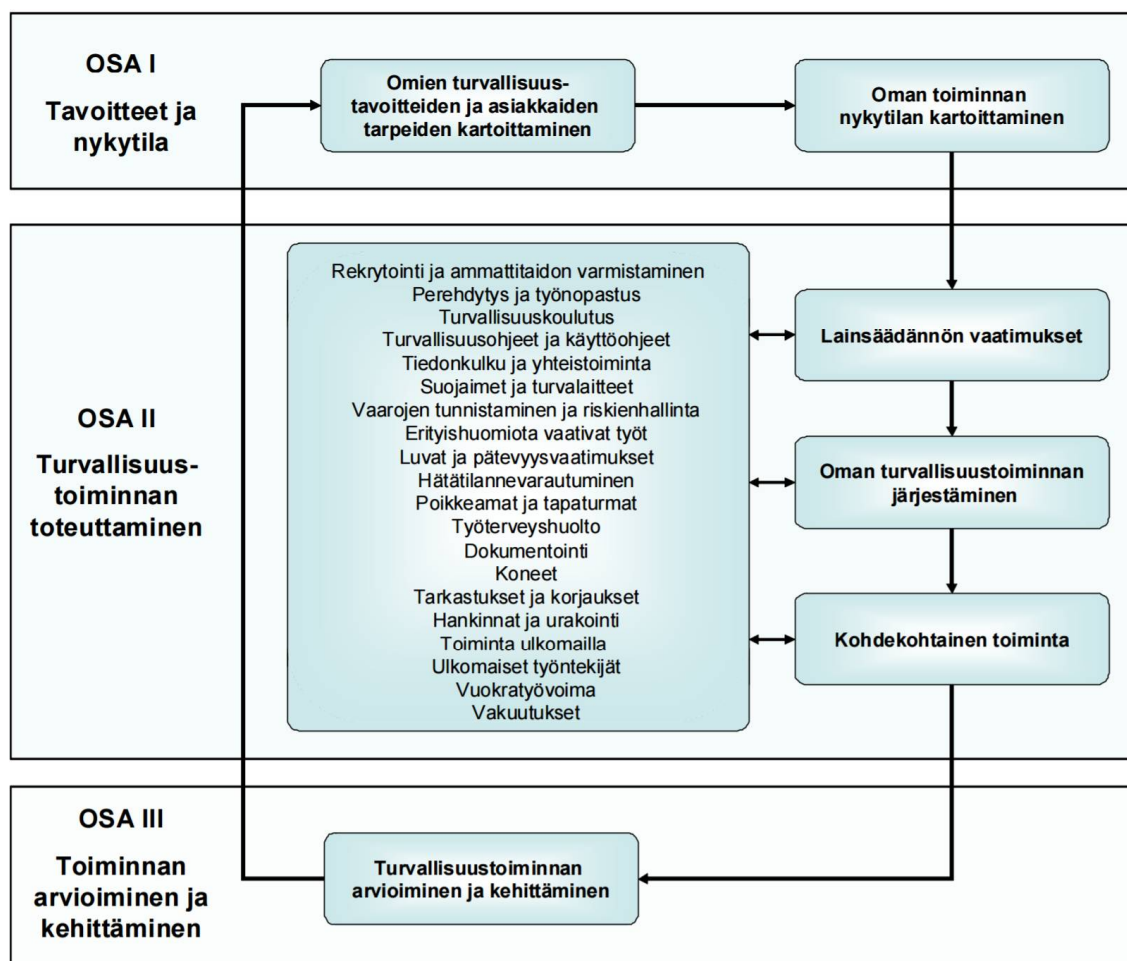 OSA I
Tavoitteet ja
nykytila
Omien turvallisuus-
tavoitteiden ja asiakkaiden
tarpeiden kartoittaminen
Oman toiminnan
nykytilan kartoittaminen
OSA II
Turvallisuus-
toiminnan
toteuttaminen
Rekrytointi ja ammattitaidon varmistaminen
Perehdytys ja työnopastus
Turvallisuuskoulutus
Turvallisuusohjeet ja käyttöohjeet
Tiedonkulku ja yhteistoiminta
Suojaimet ja turvalaitteet
Vaarojen tunnistaminen ja riskienhallinta
Erityishuomiota vaativat työt
Luvat ja pätevyysvaatimukset
Hätätilannevarautuminen
Poikkeamat ja tapaturmat
Työterveyshuolto
Dokumentointi
Koneet
Tarkastukset ja korjaukset
Hankinnat ja urakointi
Toiminta ulkomailla
Ulkomaiset työntekijät
Vuokratyövoima
Vakuutukset
Lainsäädännön vaatimukset
Oman turvallisuustoiminnan
järjestäminen
Kohdekohtainen toiminta
OSA III
Toiminnan
arvioiminen ja
kehittäminen
Turvallisuustoiminnan
arvioiminen ja kehittäminen